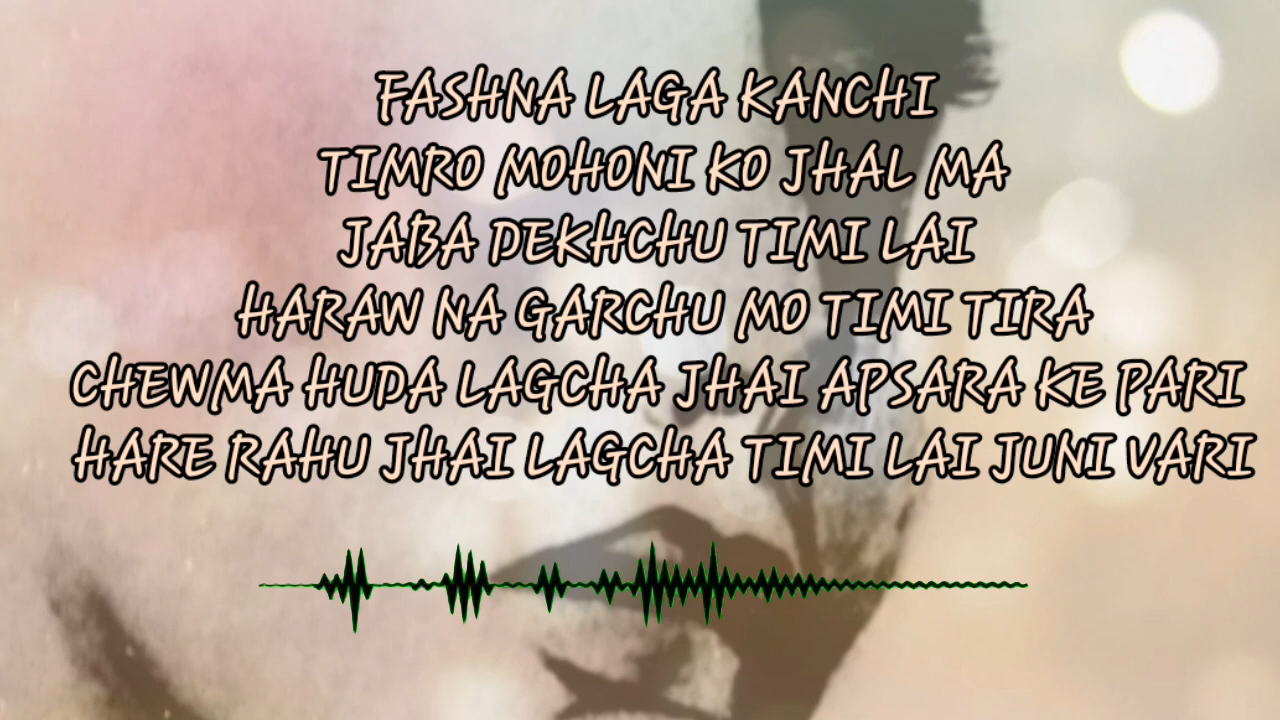 FASHNA LAGA KANCHI
TIMRO MOHONI KO JHAL MA
JABA DEKHCHU TIMI LAI
HARAW NA GARCHU MO TIMI TIRA
CHEWMA HUDA LAGCHA JHAI APSARA KE PARI
HARE RAHU JHAI LAGCHA TIMI LAI JUNI VARI